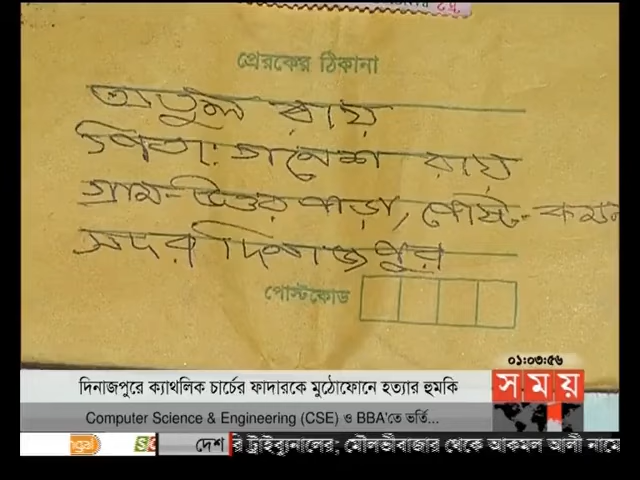 প্রেরকের ঠিকানা
অতুল রায়
পিতা: গনেশ রায়
গ্রাম-উত্তর পাড়া, পোষ্ট-কমল
সদর দিনাজপুর
পোস্টকোড
০১:০৩:৫৬
সময়
দিনাজপুরে ক্যাথলিক চার্চের ফাদারকে মুঠোফোনে হত্যার হুমকি
Computer Science & Engineering (CSE) ও BBA'তে ভর্তি...
দেশ
রি ট্রাইব্যুনালের; মৌলভীবাজার থেকে আকমল আলী নামে